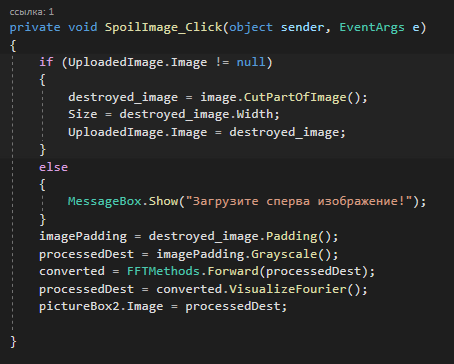 ссылка: 1
private void SpoilImage_Click(object sender, EventArgs e)
{
if (UploadedImage.Image != null)
{
destroyed_image = image.CutPartOfImage();
Size = destroyed_image.Width;
UploadedImage.Image = destroyed_image;
}
else
{
MessageBox.Show("Загрузите сперва изображение!");
}
imagePadding = destroyed_image.Padding();
processedDest = imagePadding.Grayscale();
converted = FFTMethods.Forward(processedDest);
processedDest = converted.VisualizeFourier();
pictureBox2.Image = processedDest;
}